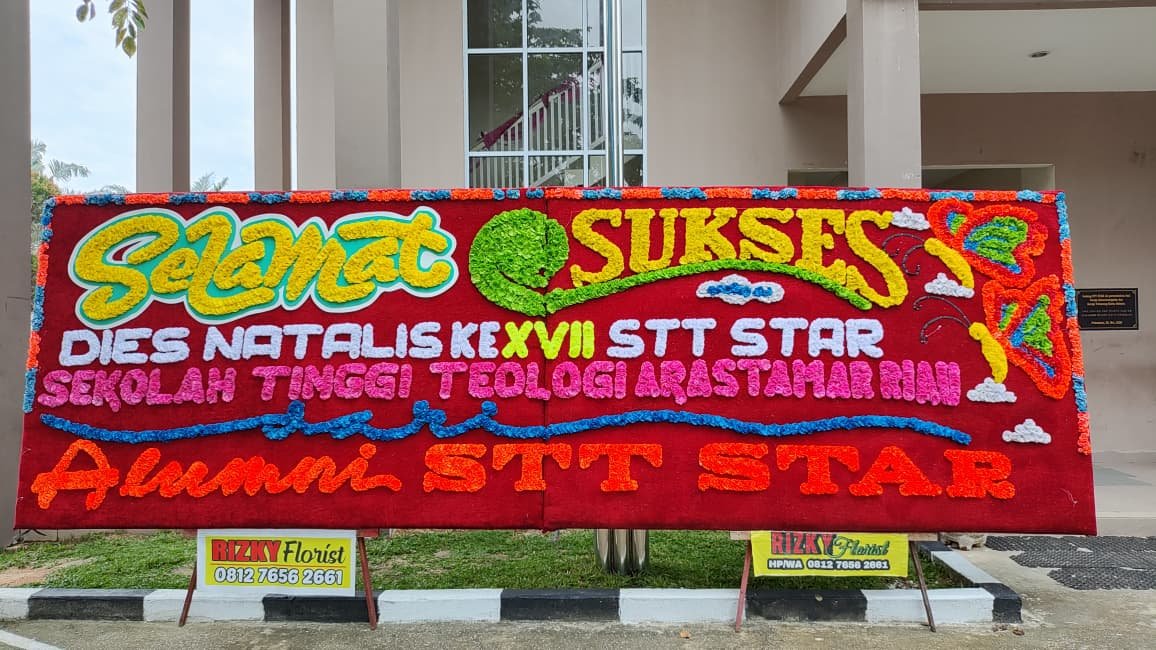 Selamat SUKSES
DIES NATALIS KE XVII STT STAR
SEKOLAH TINGGI TEOLOGI ARASTAMAR RIAU
dari
Alumni STT STAR
RIZKY Florist
0812 7656 2661
RIZKY Florist
HP/WA 0812 7656 2661